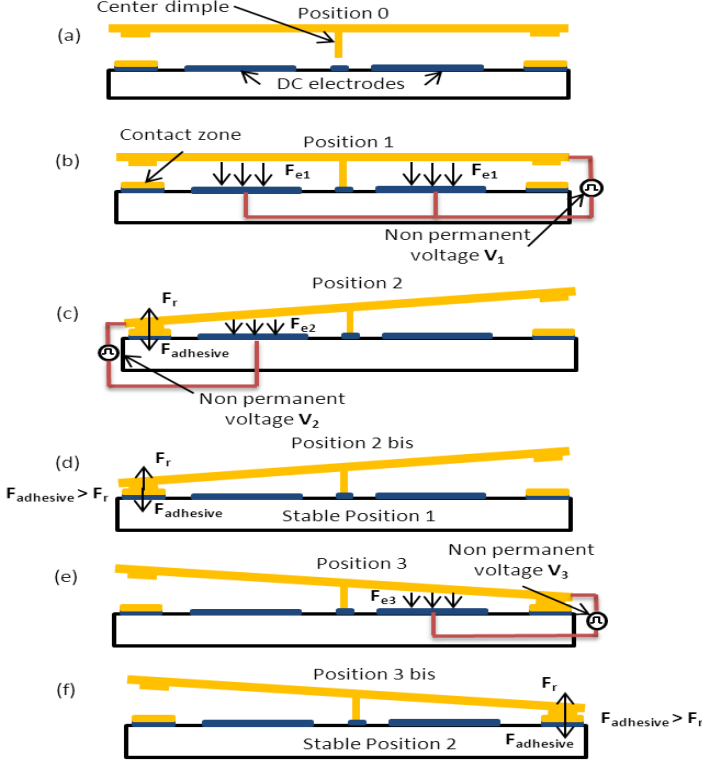 Center dimple
Position 0
(a)
DC electrodes
Contact zone
Position 1
(b)
Fe1
Fe1
Non permanent
voltage V1
Position 2
(c)
Fr
Fe2
Fadhesive
Non permanent
voltage V2
Position 2 bis
(d)
Fr
Fadhesive > Fr
Fadhesive
Stable Position 1
Non permanent
voltage V3
(e)
Position 3
Fe3
Position 3 bis
(f)
Fr
Fadhesive > Fr
Fadhesive
Stable Position 2